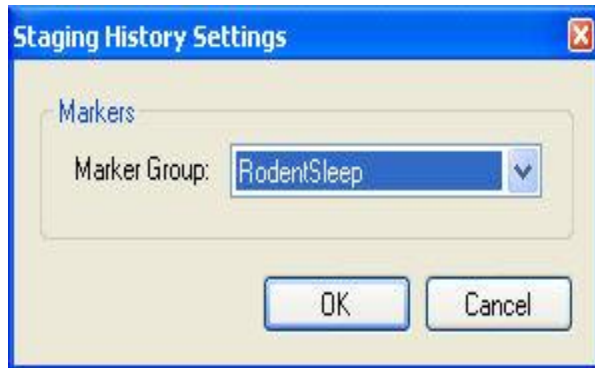 Staging History Settings
Markers
Marker Group: RodentSleep
OK Cancel